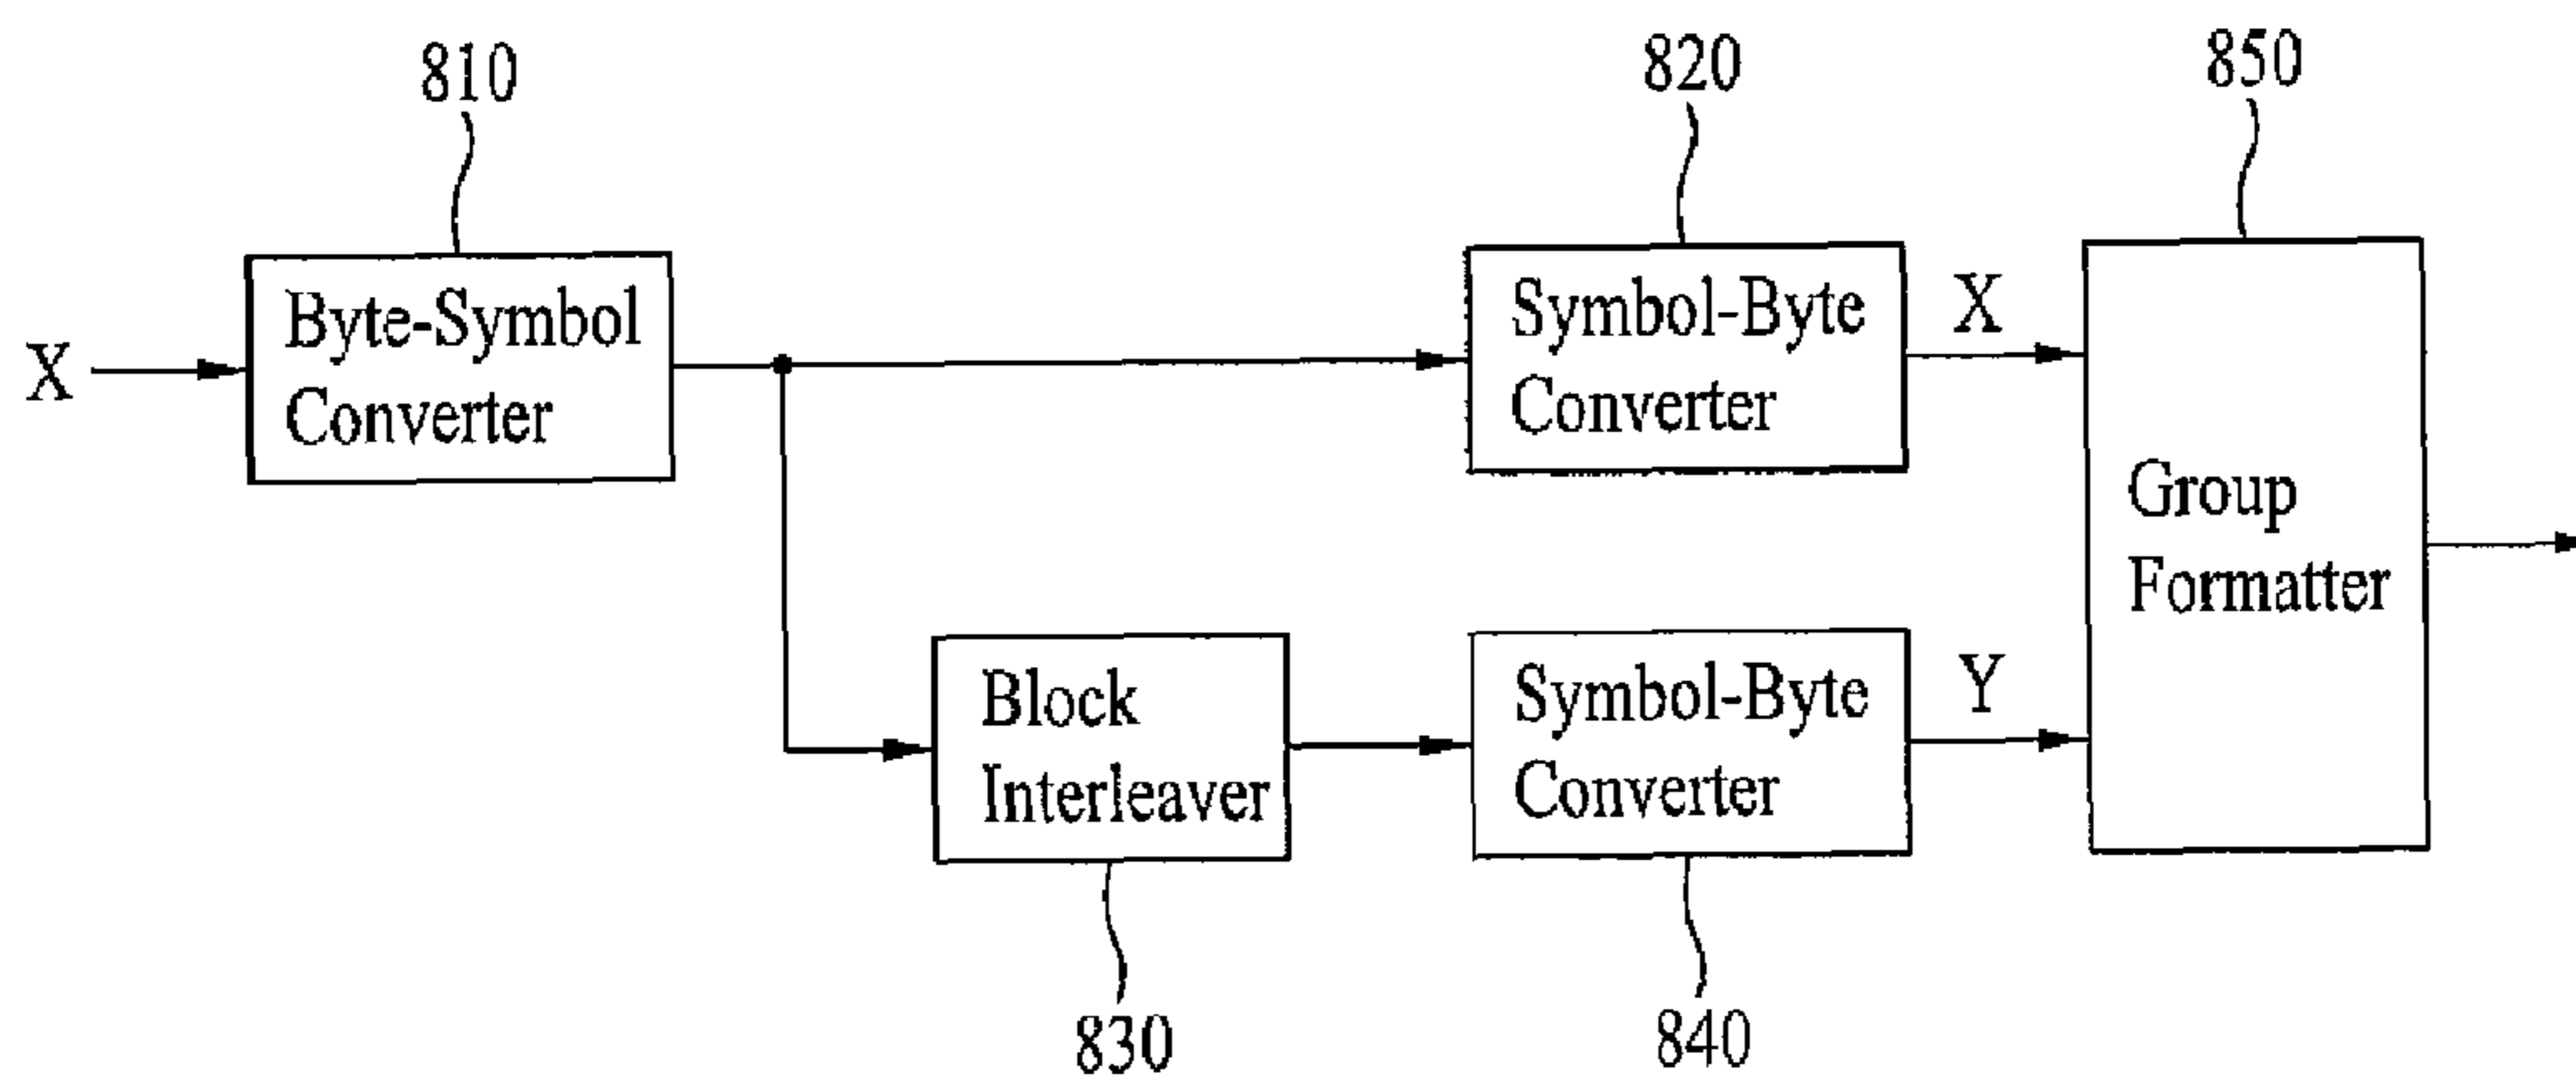 810
820
850
X
Byte-Symbol
Converter
Symbol-Byte
Converter
X
Group
Formatter
Block
Interleaver
Symbol-Byte
Converter
Y
830
840